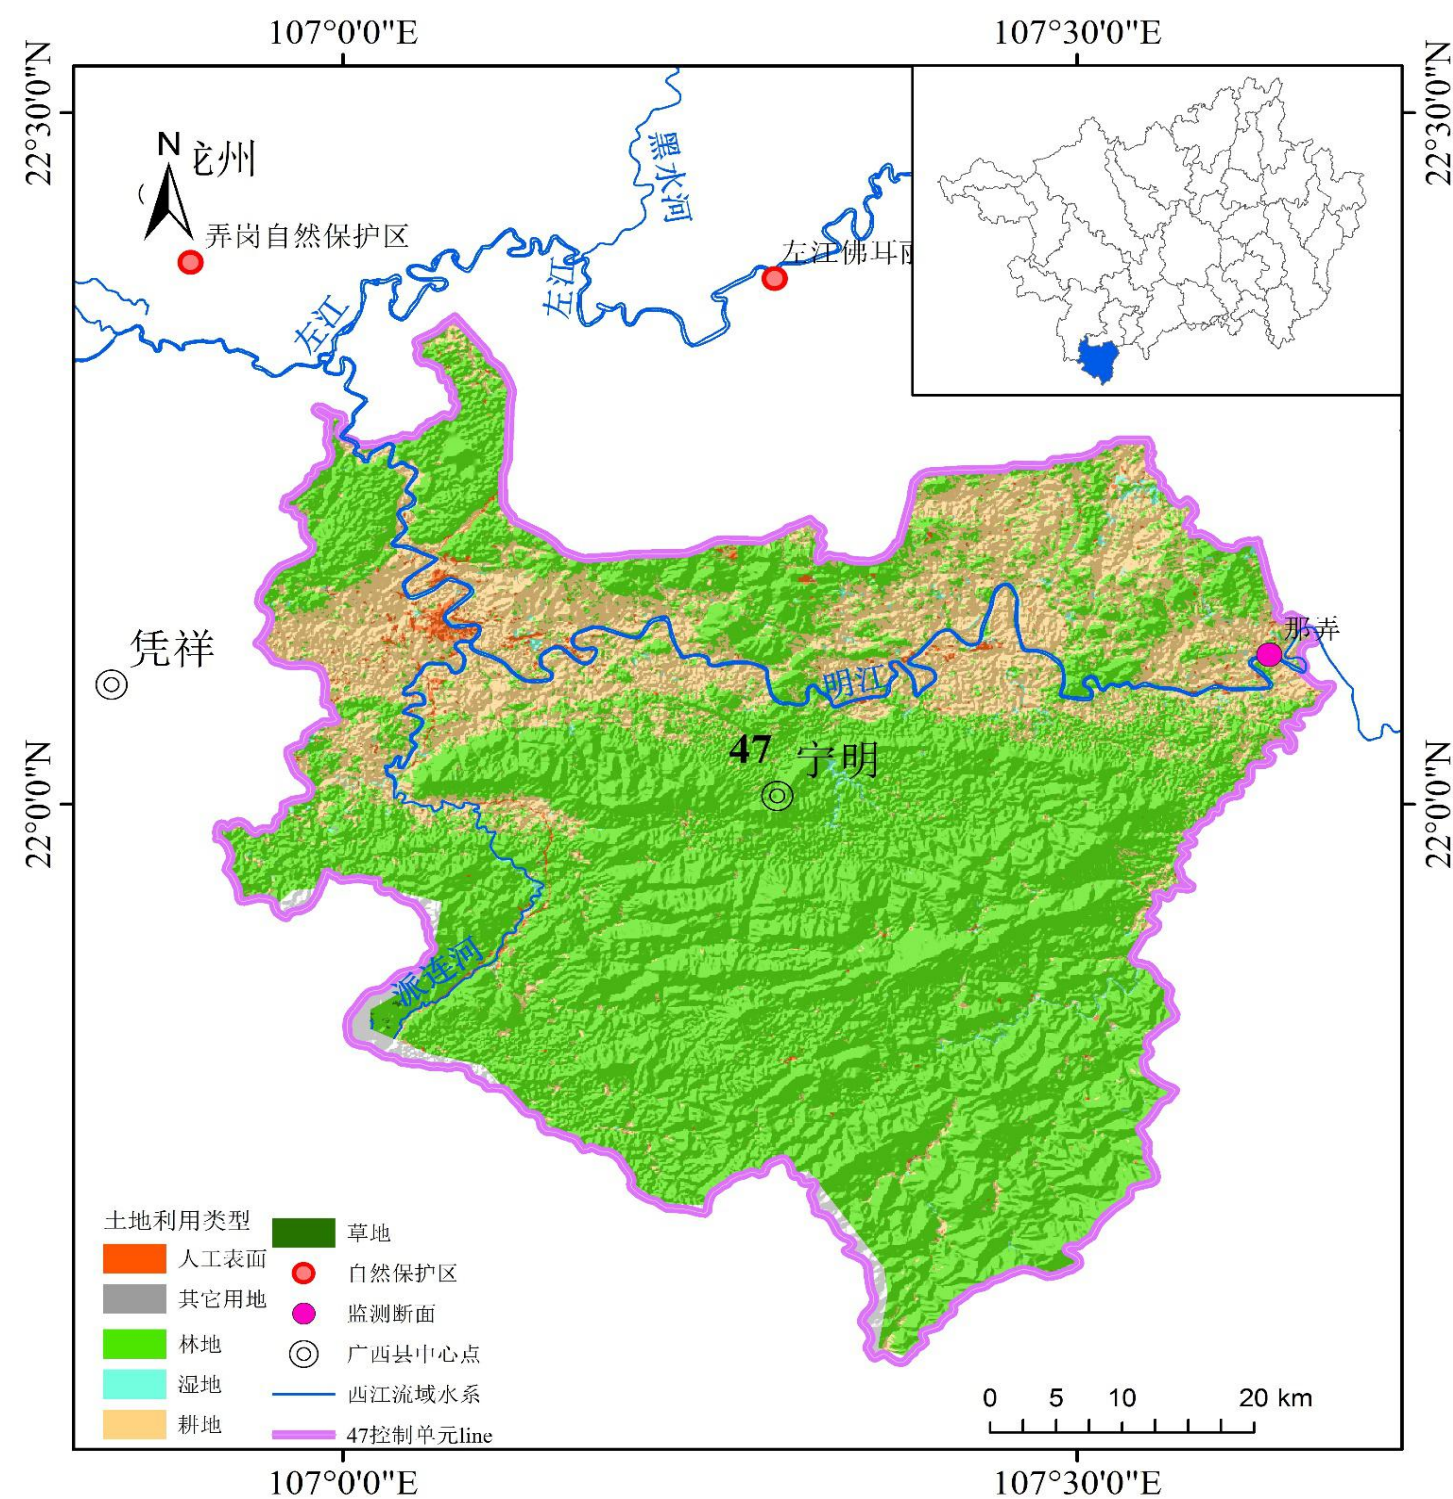 107°0'0"E
107°30'0"E
22°30'0"N
22°30'0"N
N
龙州
黑水河
弄岗自然保护区
左江佛耳丽
左江
左江
那弄
凭祥
明江
47
宁明
22°0'0"N
22°0'0"N
派连河
土地利用类型
人工表面
其它用地
林地
湿地
耕地
草地
自然保护区
监测断面
广西县中心点
西江流域水系
47控制单元line
0 5 10 20 km
107°0'0"E
107°30'0"E